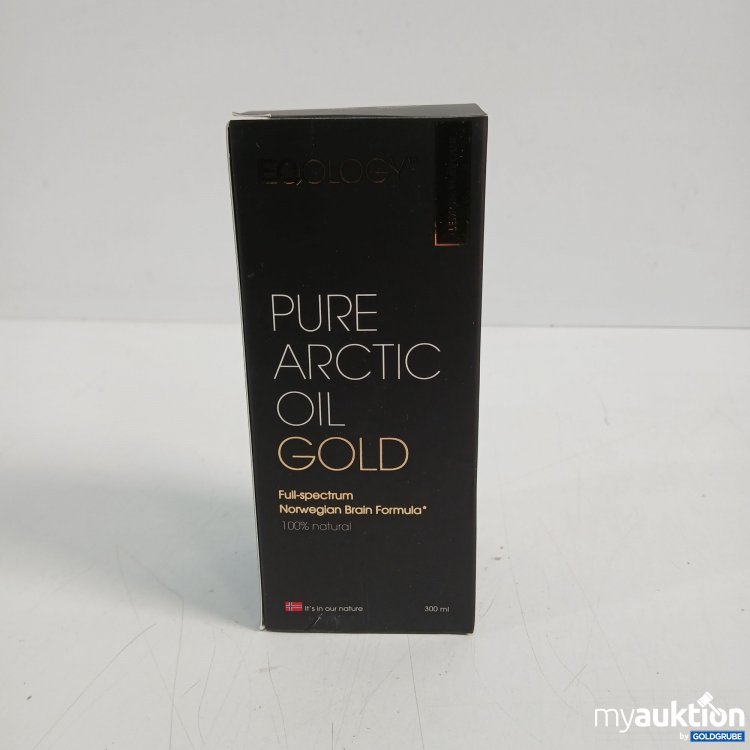 EQOLOGY™
PURE
ARCTIC
OIL
GOLD
Full-spectrum
Norwegian Brain Formula*
100% natural
It's in our nature
300 ml
myauktion
by GOLDGRUBE